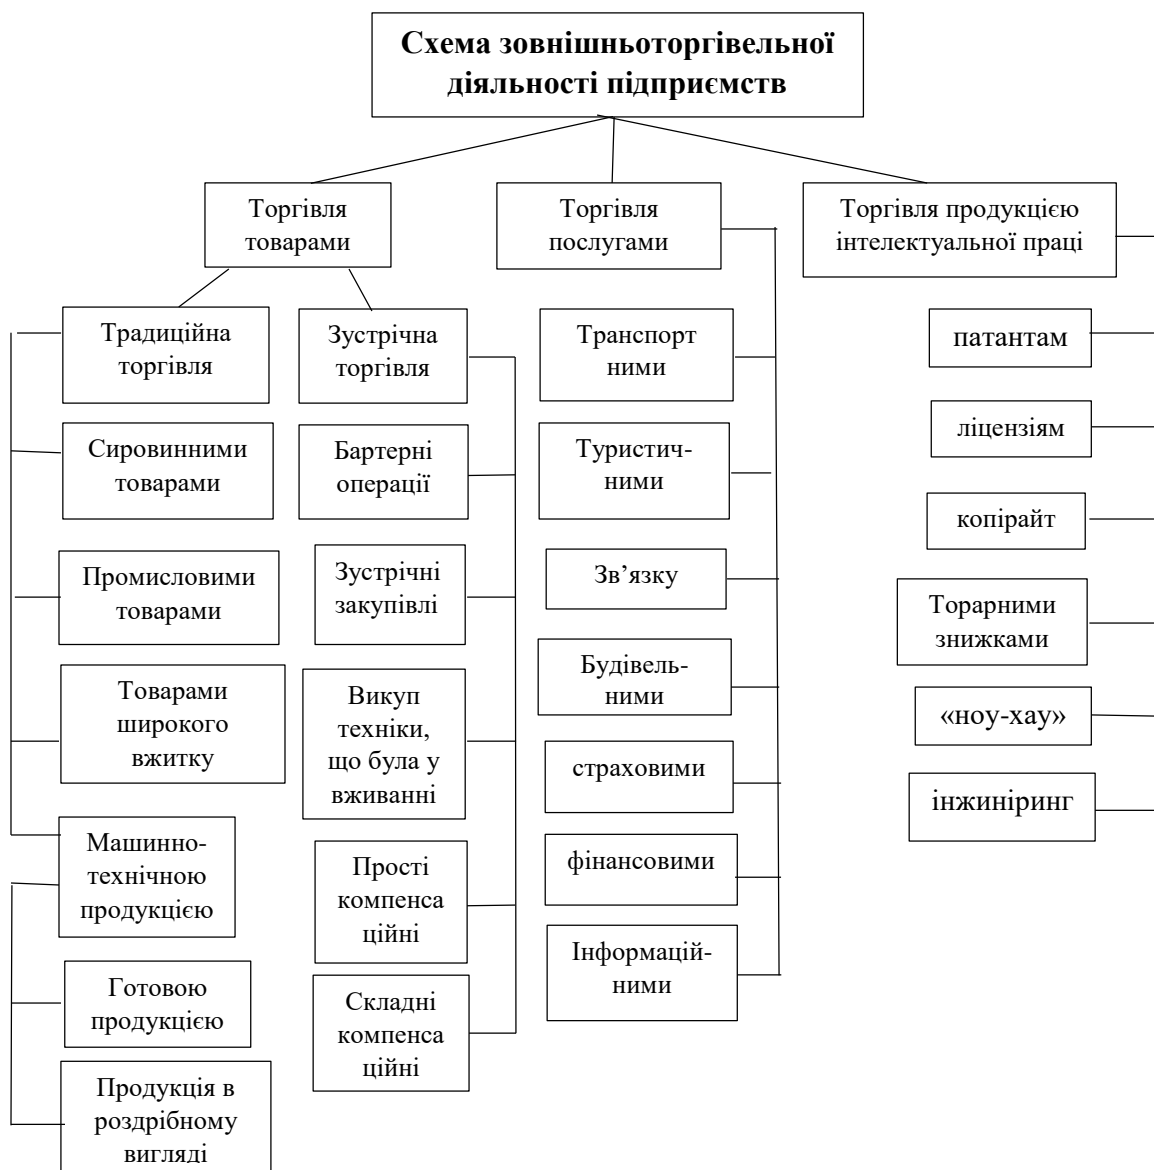 Схема зовнішньоторгівельної
діяльності підприємств
Торгівля
товарами
Торгівля
послугами
Торгівля продукцією
інтелектуальної праці
Традиційна
торгівля
Сировинними
товарами
Промисловими
товарами
Товарами
широкого
вжитку
Машинно-
технічною
продукцією
Готовою
продукцією
Продукція в
роздрібному
вигляді
Зустрічна
торгівля
Бартерні
операції
Зустрічні
закупівлі
Викуп
техніки,
що була у
вживанні
Прості
компенса
ційні
Складні
компенса
ційні
Транспорт
ними
Туристич-
ними
Зв’язку
Будівель-
ними
страховими
фінансовими
Інформацій-
ними
патантам
ліцензіям
копірайт
Торарними
знижками
«ноу-хау»
інжиніринг